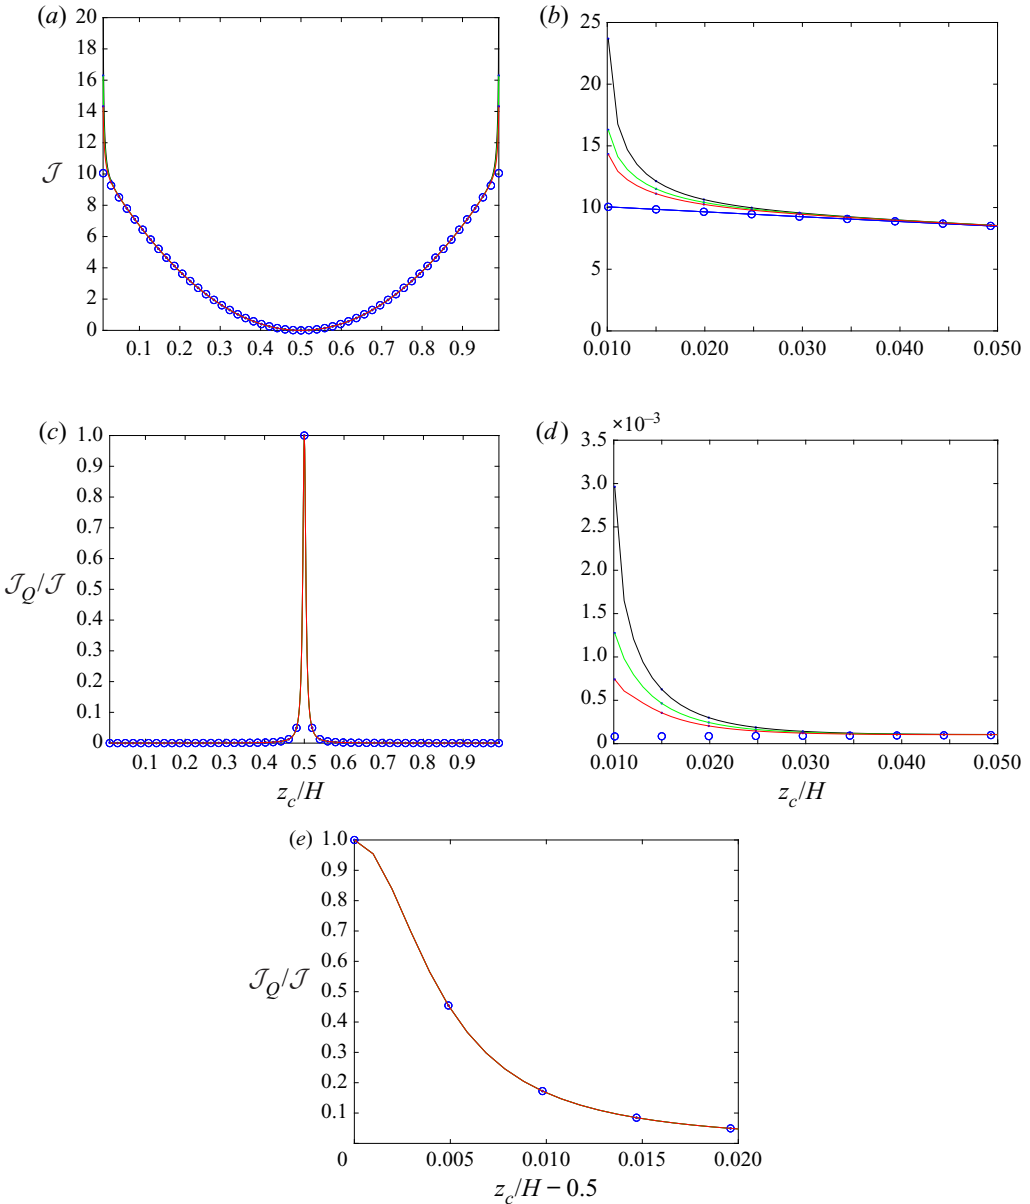 (a)
20
18
16
14
12
10
8
6
4
2
0
𝒥
0.1 0.2 0.3 0.4 0.5 0.6 0.7 0.8 0.9
(b)
25
20
15
10
5
0
0.010 0.020 0.030 0.040 0.050
(c)
1.0
0.9
0.8
0.7
0.6
0.5
0.4
0.3
0.2
0.1
0
𝒥_Q/𝒥
0.1 0.2 0.3 0.4 0.5 0.6 0.7 0.8 0.9
z_c/H
(d)
×10⁻³
3.5
3.0
2.5
2.0
1.5
1.0
0.5
0
0.010 0.020 0.030 0.040 0.050
z_c/H
(e)
1.0
0.9
0.8
0.7
0.6
0.5
0.4
0.3
0.2
0.1
𝒥_Q/𝒥
0 0.005 0.010 0.015 0.020
z_c/H − 0.5